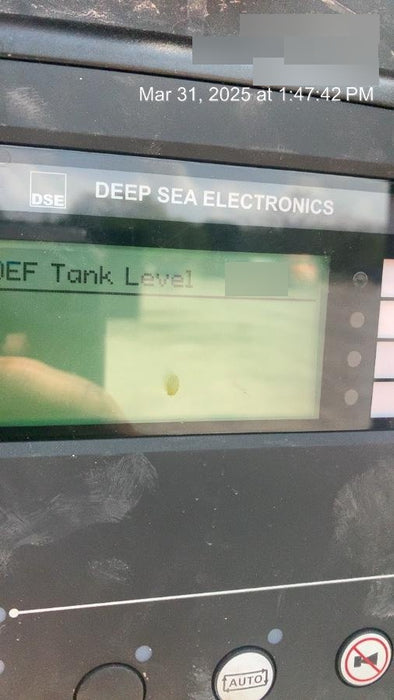 Mar 31, 2025 at 1:47:42 PM
DSE DEEP SEA ELECTRONICS
DEF Tank Level
AUTO